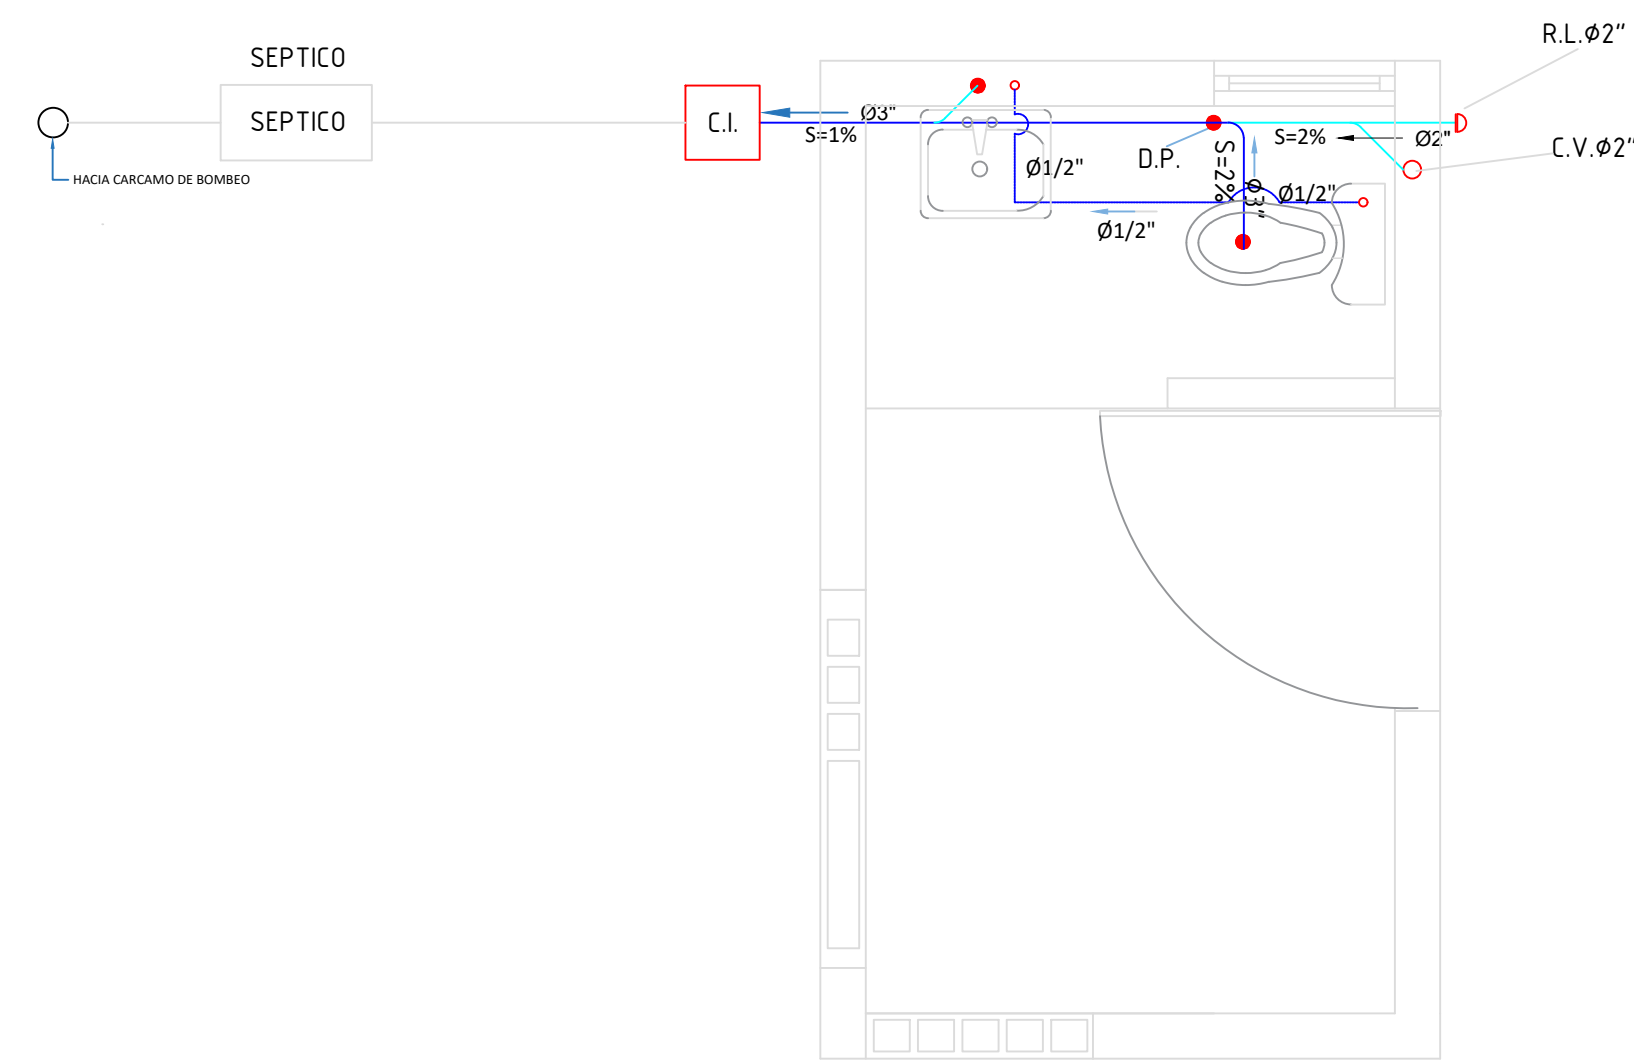 R.L.Ø2"
SEPTICO
SEPTICO
C.I.
Ø3"
S=1%
S=2%
Ø2"
C.V.Ø2"
D.P.
S=2%
Ø3"
Ø1/2"
Ø1/2"
Ø1/2"
HACIA CARCAMO DE BOMBEO